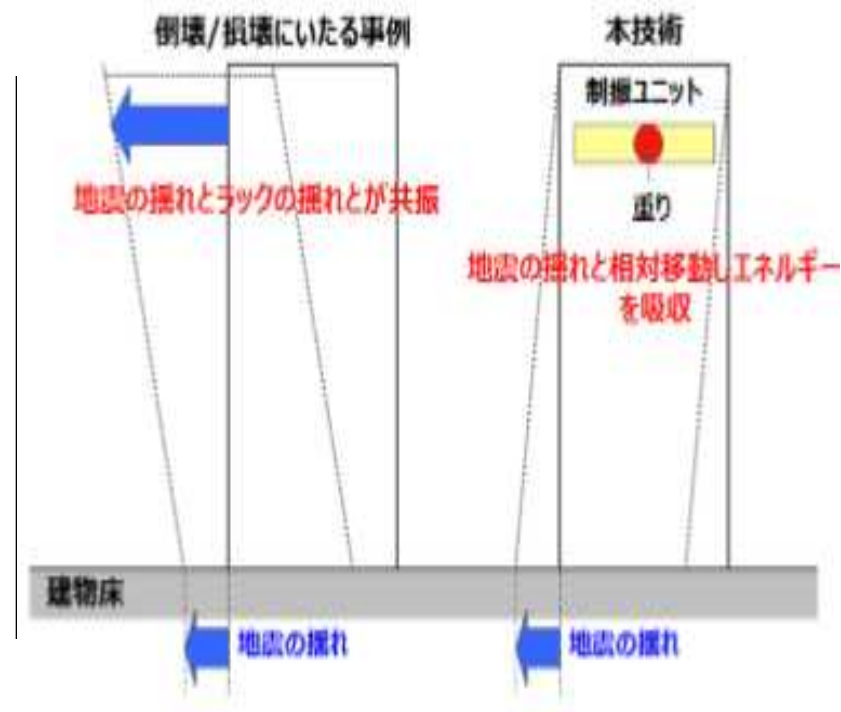 倒壊/損壊にいたる事例
本技術
制振ユニット
地震の揺れとラックの揺れとが共振
重り
地震の揺れと相対移動しエネルギー
を吸収
建物床
地震の揺れ
地震の揺れ